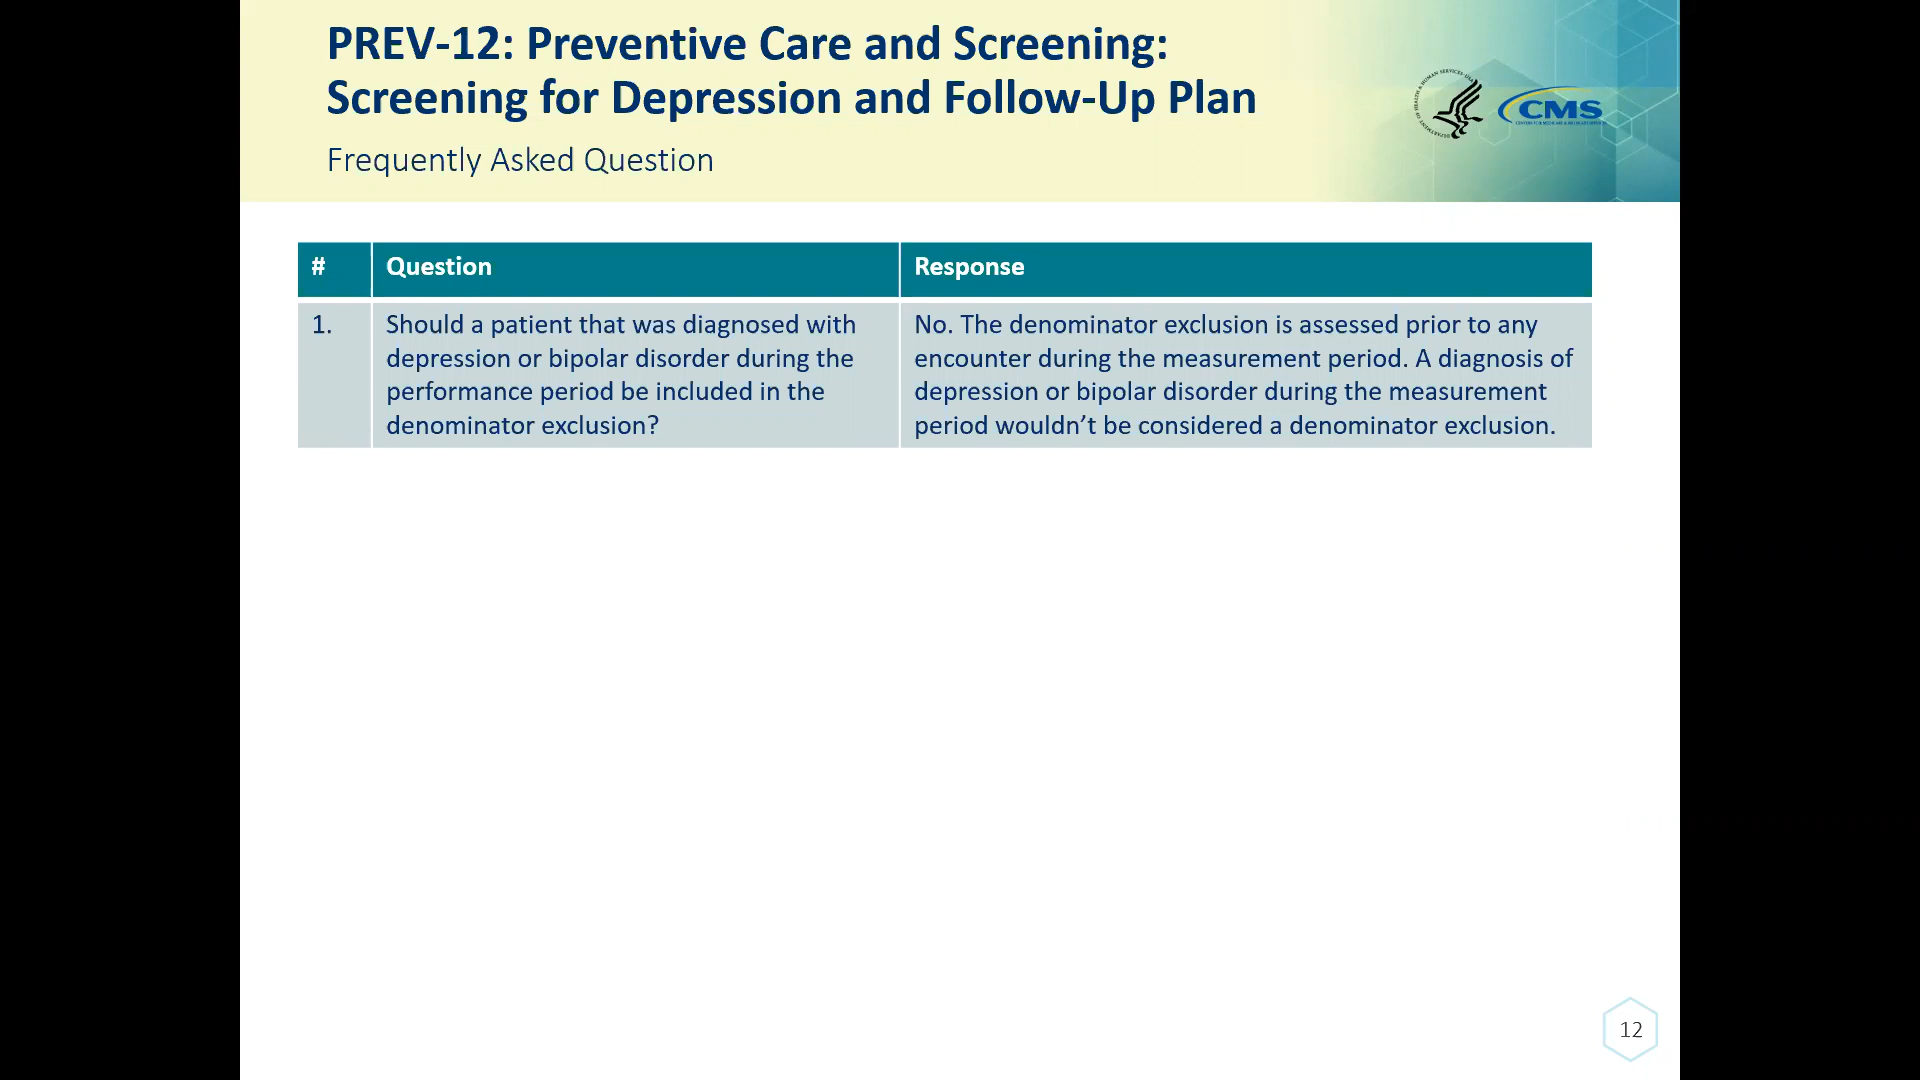 PREV-12: Preventive Care and Screening:
Screening for Depression and Follow-Up Plan
Frequently Asked Question
CMS
# Question Response
1. Should a patient that was diagnosed with
depression or bipolar disorder during the
performance period be included in the
denominator exclusion?
No. The denominator exclusion is assessed prior to any
encounter during the measurement period. A diagnosis of
depression or bipolar disorder during the measurement
period wouldn’t be considered a denominator exclusion.
12